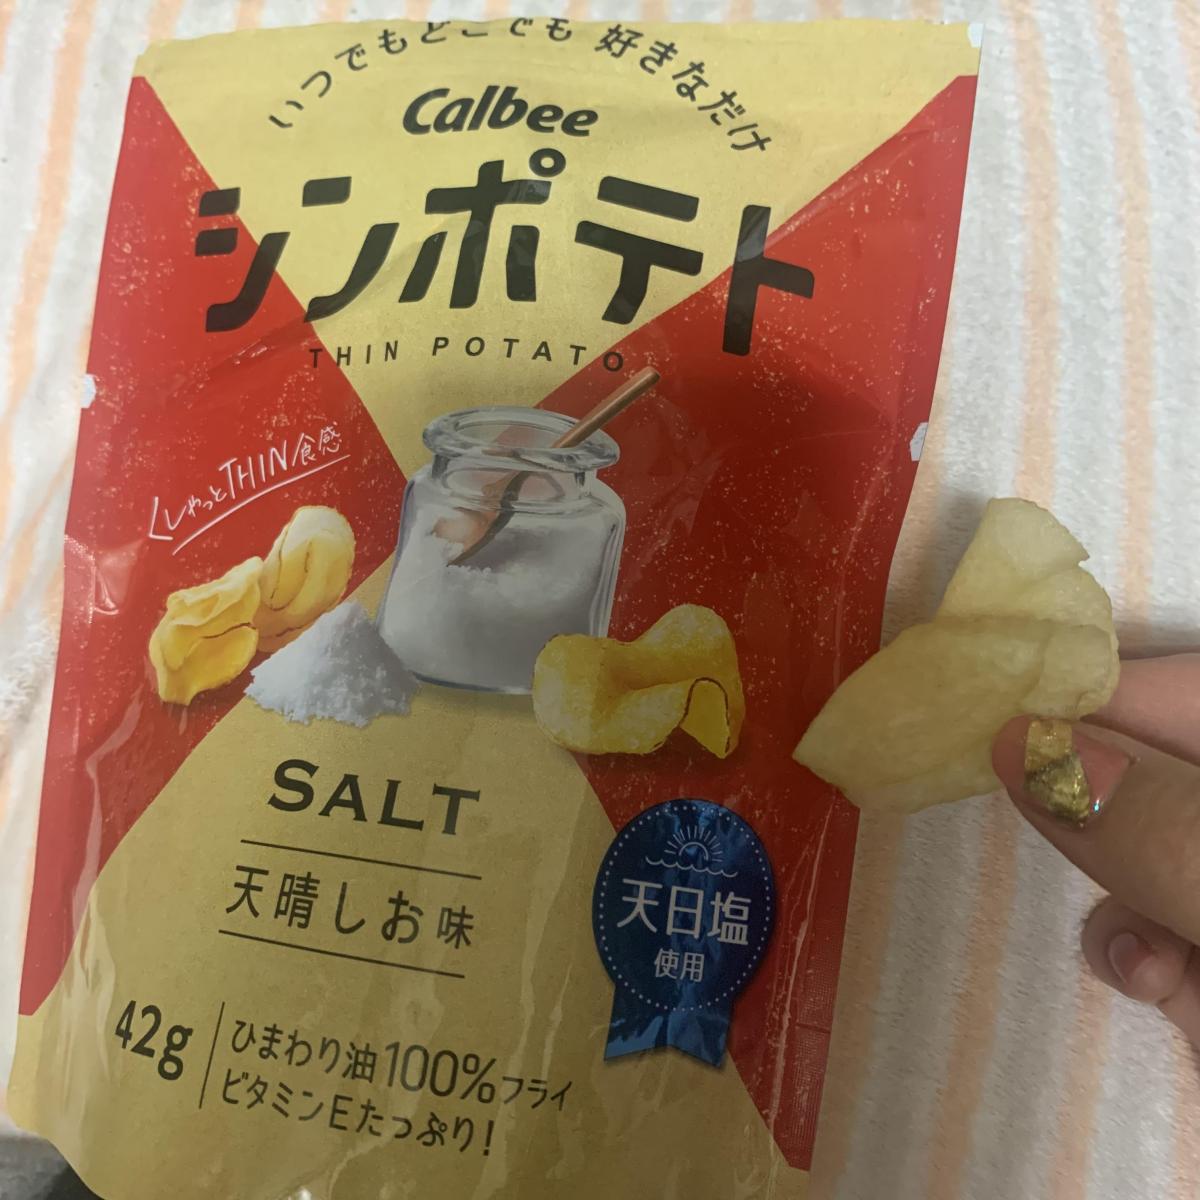 いつでもどこでも 好きなだけ
Calbee
シンポテト
THIN POTATO
しゃっとTHIN食感
SALT
天晴しお味
天日塩
使用
42g
ひまわり油100%フライ
ビタミンEたっぷり!